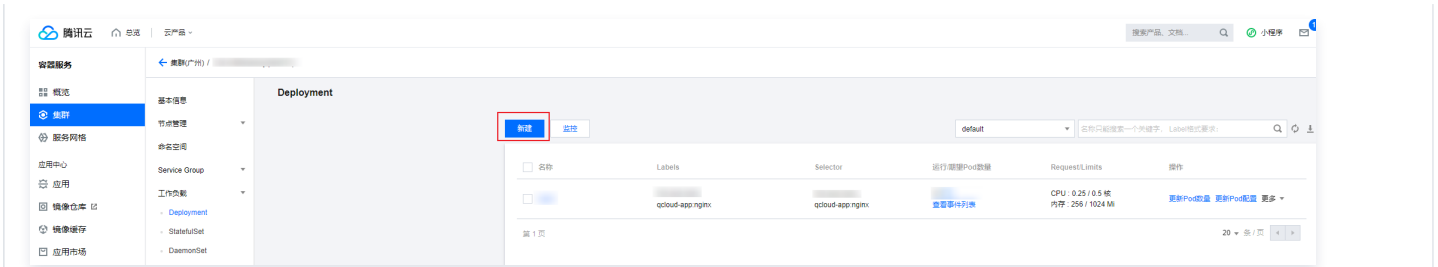 腾讯云 总览 云产品 搜索产品、文档... 小程序 1
容器服务 集群(广州) /
概览 基本信息 Deployment
集群 节点管理 新建 监控 default 名称只能搜索一个关键字，Label格式要求：
服务网格 命名空间
应用中心 Service Group 名称 Labels Selector 运行/期望Pod数量 Request/Limits 操作
应用 工作负载 CPU : 0.25 / 0.5 核
镜像仓库 Deployment qcloud-app:nginx qcloud-app:nginx 查看事件列表 内存 : 256 / 1024 Mi 更新Pod数量 更新Pod配置 更多
镜像缓存 StatefulSet 第 1 页 20 条 / 页
应用市场 DaemonSet